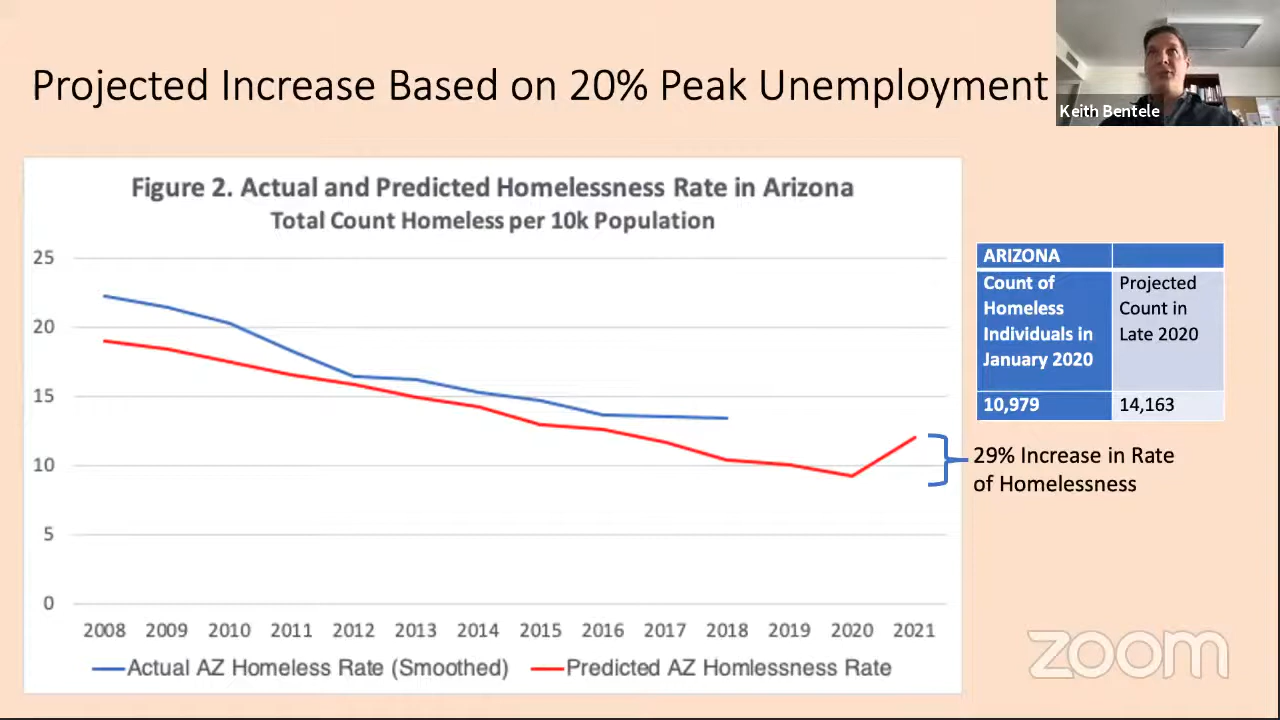 Projected Increase Based on 20% Peak Unemployment
Keith Bentele
Figure 2. Actual and Predicted Homelessness Rate in Arizona
Total Count Homeless per 10k Population
25
20
15
10
5
0
2008 2009 2010 2011 2012 2013 2014 2015 2016 2017 2018 2019 2020 2021
Actual AZ Homeless Rate (Smoothed) Predicted AZ Homlessness Rate
ARIZONA
Count of
Homeless
Individuals in
January 2020
Projected
Count in
Late 2020
10,979 14,163
29% Increase in Rate
of Homelessness
zoom